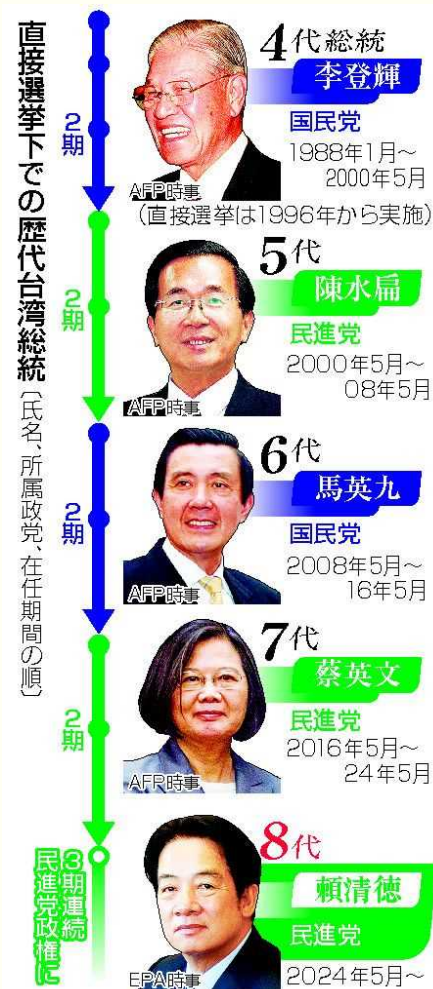 直接選挙下での歴代台湾総統〔氏名、所属政党、在任期間の順〕
4代総統
李登輝
国民党
1988年1月～
2000年5月
(直接選挙は1996年から実施)
2期
AFP時事
5代
陳水扁
民進党
2000年5月～
08年5月
2期
AFP時事
6代
馬英九
国民党
2008年5月～
16年5月
2期
AFP時事
7代
蔡英文
民進党
2016年5月～
24年5月
2期
AFP時事
8代
頼清徳
民進党
2024年5月～
3期連続
民進党政権に
EPA時事